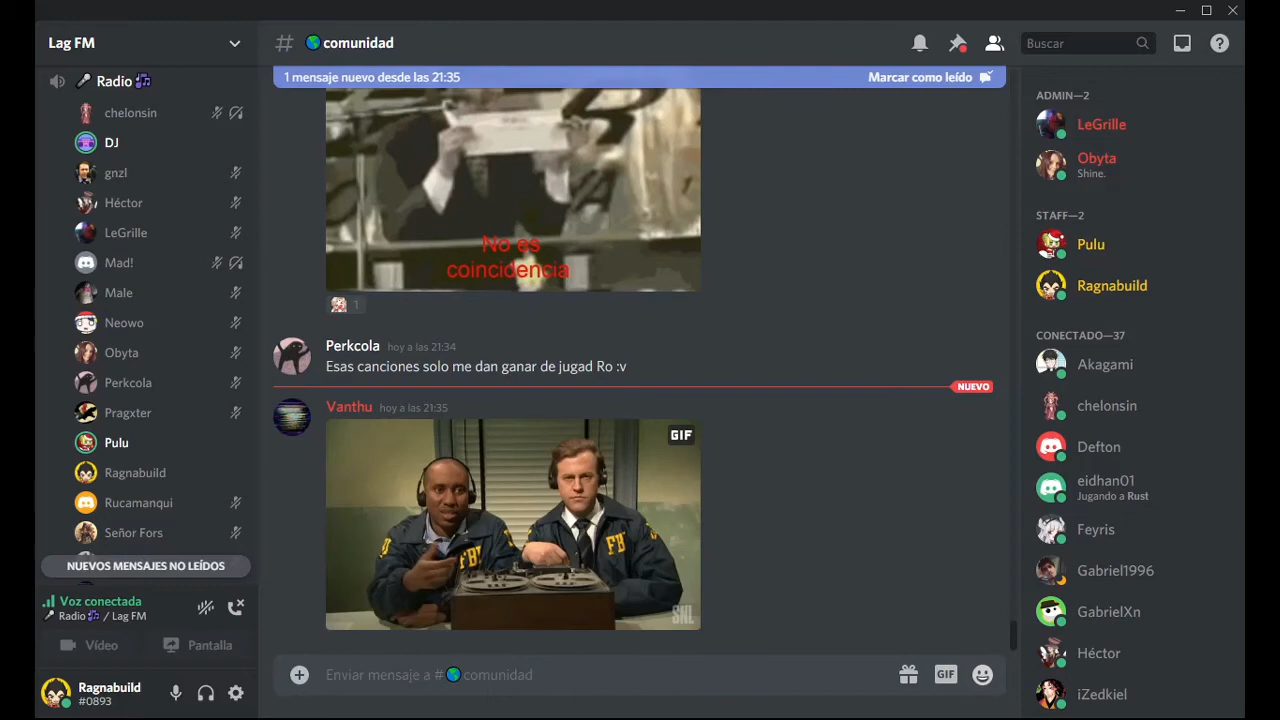 Lag FM
Radio
chelonsin
DJ
gnzl
Héctor
LeGrille
Mad!
Male
Neowo
Obyta
Perkcola
Pragxter
Pulu
Ragnabuild
Rucamanqui
Señor Fors
NUEVOS MENSAJES NO LEÍDOS
Voz conectada
Radio / Lag FM
Vídeo
Pantalla
Ragnabuild
#0893
# comunidad
Buscar
1 mensaje nuevo desde las 21:35
Marcar como leído
No es
coincidencia
1
Perkcola hoy a las 21:34
Esas canciones solo me dan ganar de jugad Ro :v
NUEVO
Vanthu hoy a las 21:35
GIF
FBI
FBI
SNL
Enviar mensaje a # comunidad
GIF
ADMIN—2
LeGrille
Obyta
Shine.
STAFF—2
Pulu
Ragnabuild
CONECTADO—37
Akagami
chelonsin
Defton
eidhan01
Jugando a Rust
Feyris
Gabriel1996
GabrielXn
Héctor
iZedkiel